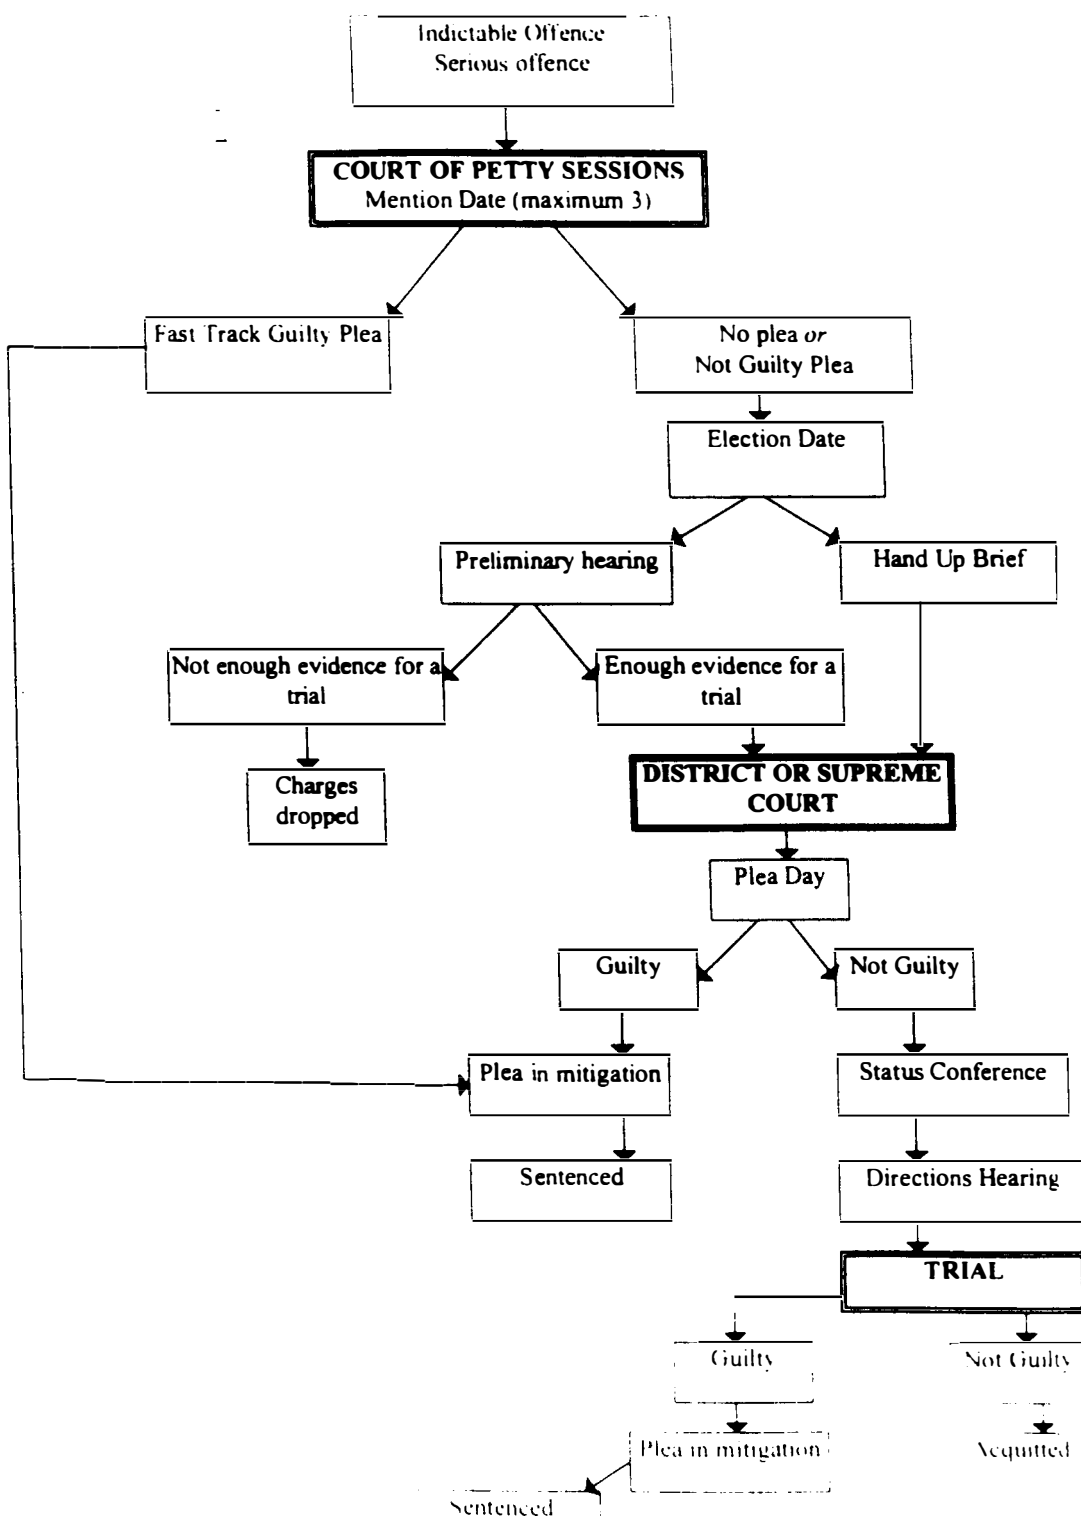 Indictable Offence
Serious offence
COURT OF PETTY SESSIONS
Mention Date (maximum 3)
Fast Track Guilty Plea
No plea or
Not Guilty Plea
Election Date
Preliminary hearing
Hand Up Brief
Not enough evidence for a
trial
Enough evidence for a
trial
Charges
dropped
DISTRICT OR SUPREME
COURT
Plea Day
Guilty
Not Guilty
Plea in mitigation
Status Conference
Sentenced
Directions Hearing
TRIAL
Guilty
Not Guilty
Plea in mitigation
Acquitted
Sentenced